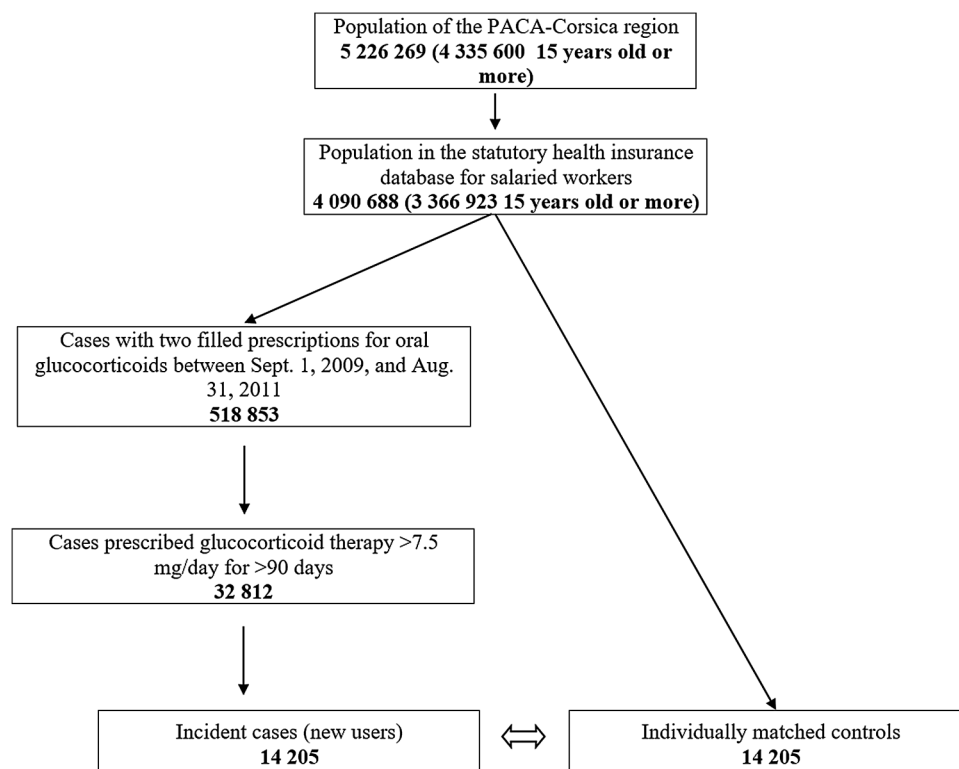 Population of the PACA-Corsica region
5 226 269 (4 335 600  15 years old or
more)
Population in the statutory health insurance
database for salaried workers
4 090 688 (3 366 923 15 years old or more)
Cases with two filled prescriptions for oral
glucocorticoids between Sept. 1, 2009, and Aug.
31, 2011
518 853
Cases prescribed glucocorticoid therapy >7.5
mg/day for >90 days
32 812
Incident cases (new users)
14 205
Individually matched controls
14 205